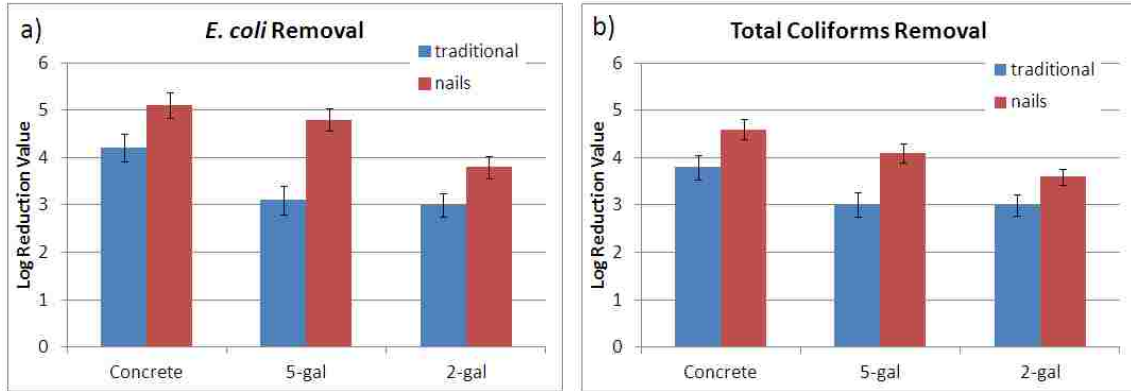 a)
E. coli Removal
traditional
nails
Log Reduction Value
6
5
4
3
2
1
0
Concrete 5-gal 2-gal
b)
Total Coliforms Removal
traditional
nails
Log Reduction Value
6
5
4
3
2
1
0
Concrete 5-gal 2-gal